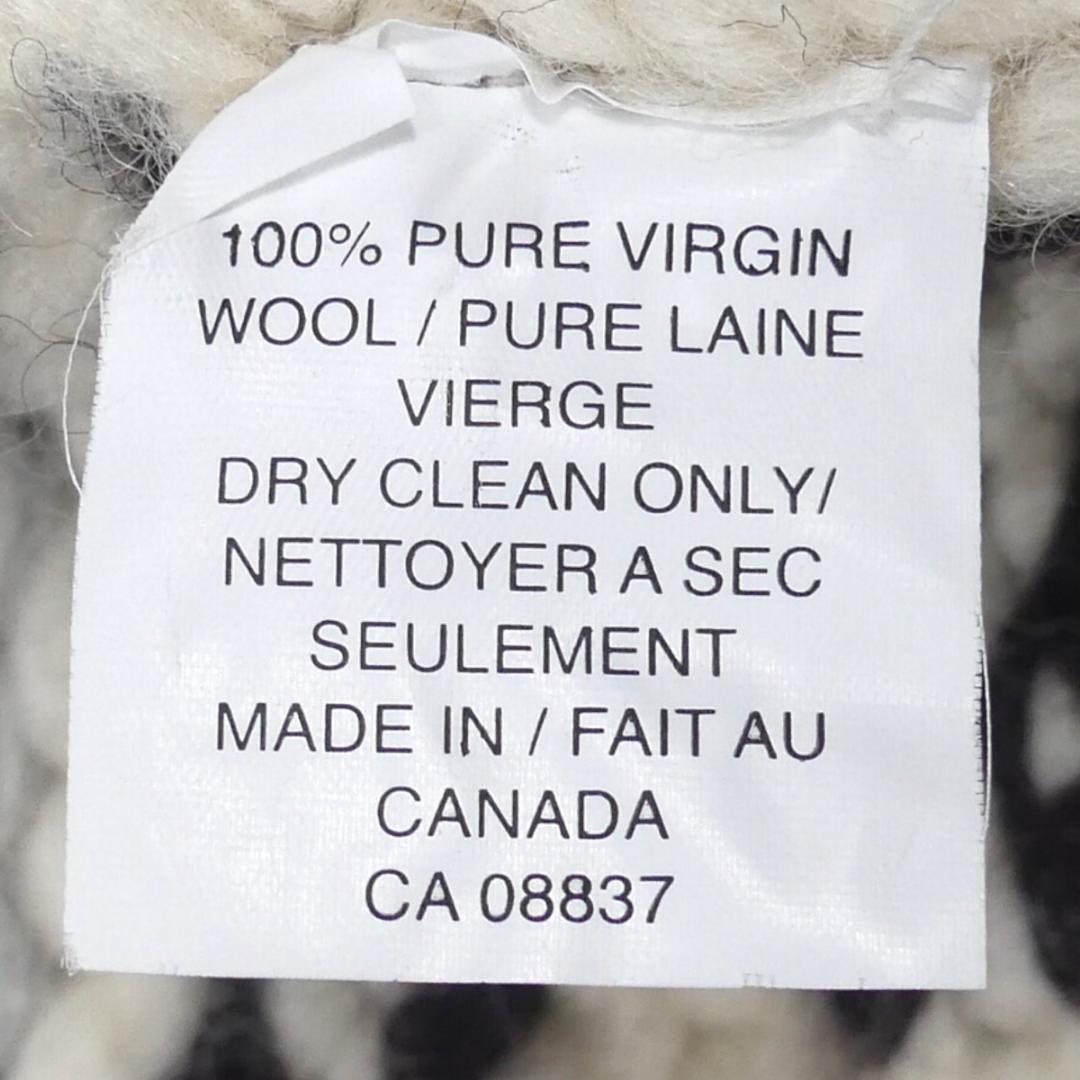 100% PURE VIRGIN
WOOL / PURE LAINE
VIERGE
DRY CLEAN ONLY/
NETTOYER A SEC
SEULEMENT
MADE IN / FAIT AU
CANADA
CA 08837